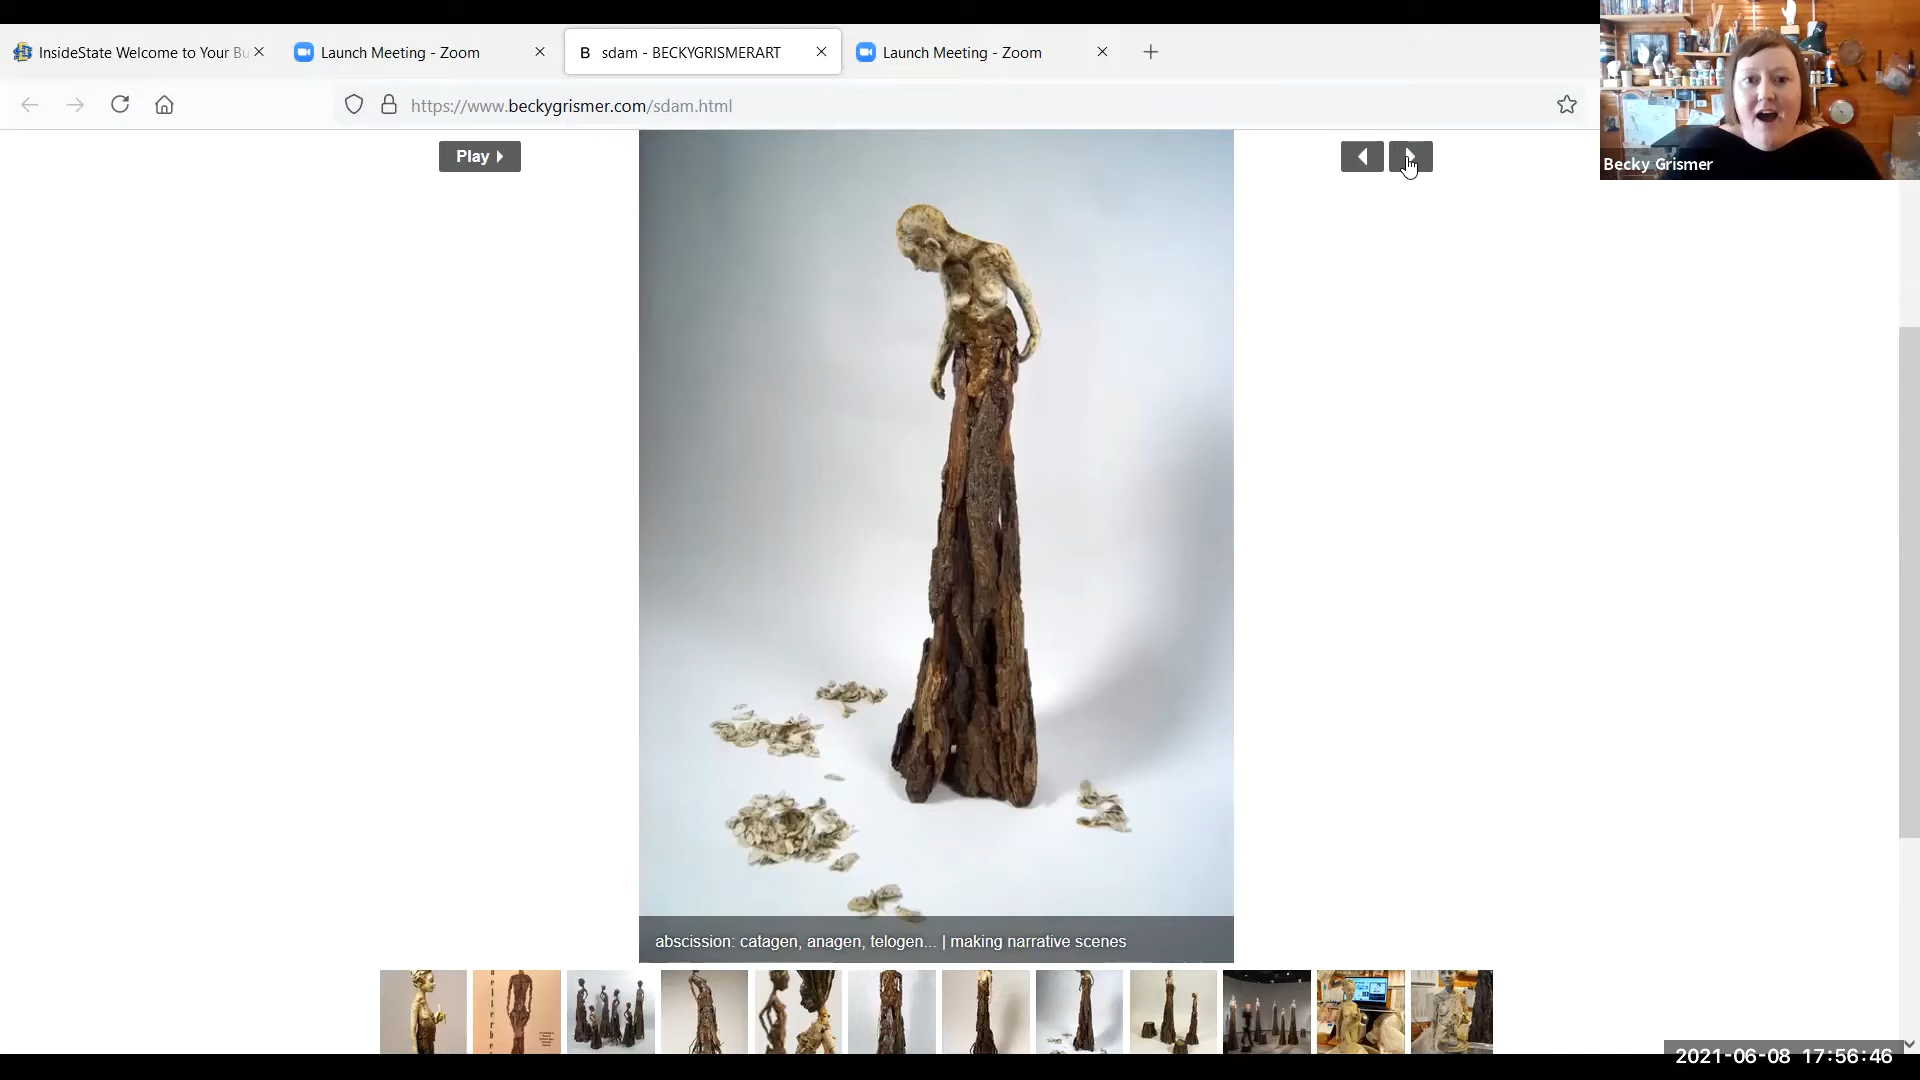 InsideState Welcome to Your Bu
Launch Meeting - Zoom
B sdam - BECKYGRISMERART
Launch Meeting - Zoom
https://www.beckygrismer.com/sdam.html
Play
Becky Grismer
abscission: catagen, anagen, telogen... | making narrative scenes
2021-06-08 17:56:46